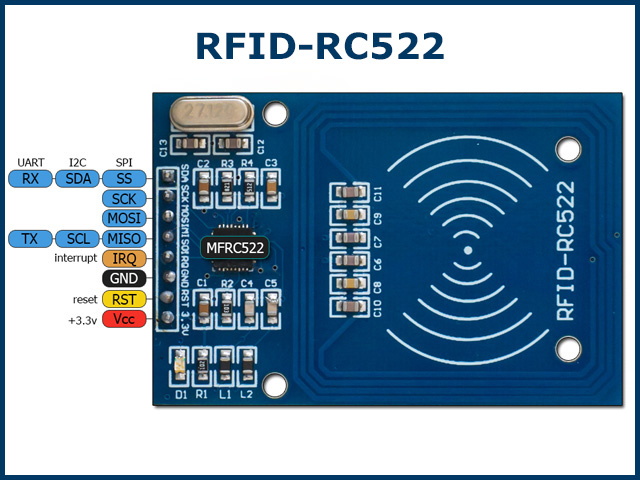 RFID-RC522
27.12
C13
C12
UART I2C SPI
C2 R3 R4 C3
RX SDA SS
SCK
MOSI
TX SCL MISO
interrupt IRQ
GND
reset RST
+3.3v Vcc
SDA
SCK
MOSI
MISO
IRQ
GND
RST
3.3V
MFRC522
C1 R2 C4 C5
D1 R1 L1 L2
C11
C9
C7
C6
C8
C10
RFID-RC522